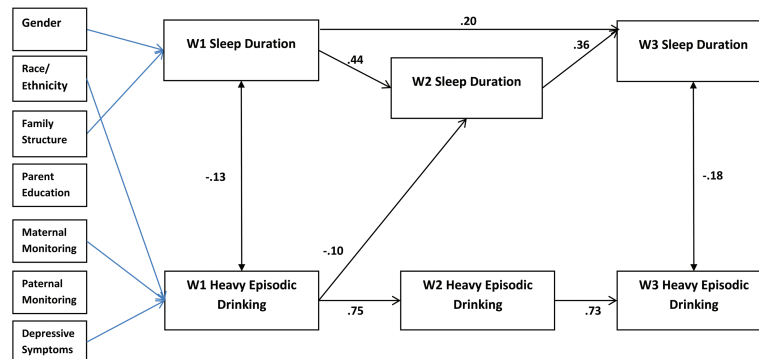 Gender
Race/
Ethnicity
Family
Structure
Parent
Education
Maternal
Monitoring
Paternal
Monitoring
Depressive
Symptoms
W1 Sleep Duration
.20
W3 Sleep Duration
.44
.36
W2 Sleep Duration
-.13
-.18
-.10
W1 Heavy Episodic
Drinking
.75
W2 Heavy Episodic
Drinking
.73
W3 Heavy Episodic
Drinking